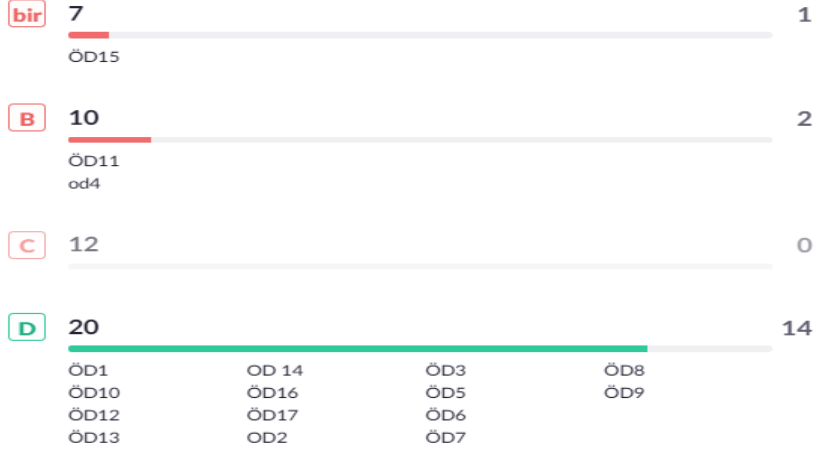 bir 7 1
ÖD15
B 10 2
ÖD11
od4
C 12 0
D 20 14
ÖD1 OD 14 ÖD3 ÖD8
ÖD10 ÖD16 ÖD5 ÖD9
ÖD12 ÖD17 ÖD6
ÖD13 OD2 ÖD7